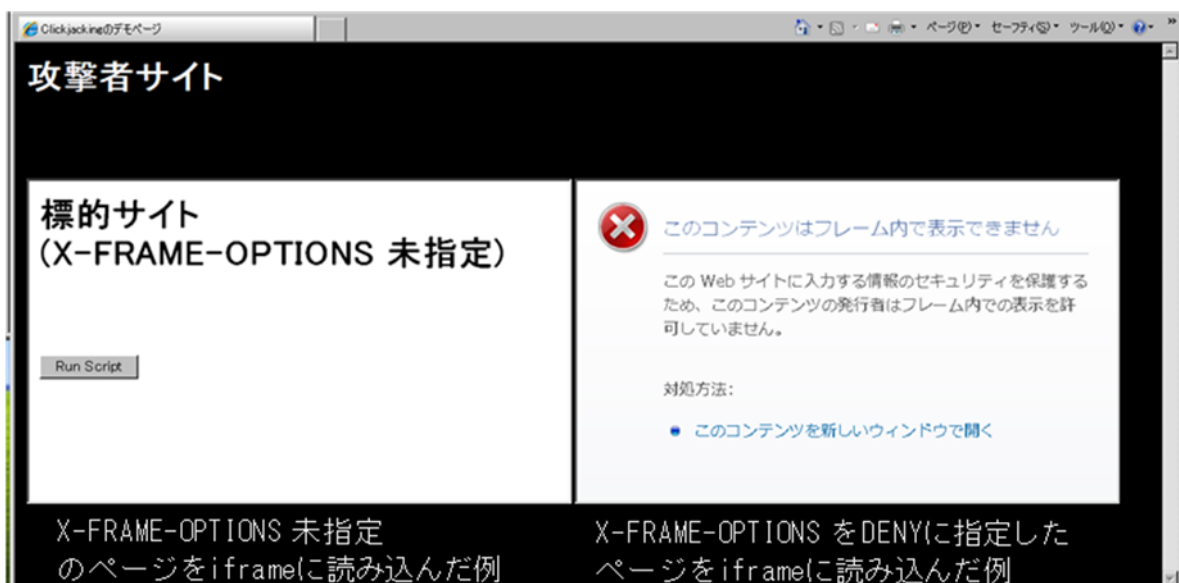 Clickjackingのデモページ
ページ(P) セーフティ(S) ツール(O)
攻撃者サイト
標的サイト
(X-FRAME-OPTIONS 未指定)
Run Script
このコンテンツはフレーム内で表示できません
この Web サイトに入力する情報のセキュリティを保護する
ため、このコンテンツの発行者はフレーム内での表示を許
可していません。
対処方法:
このコンテンツを新しいウィンドウで開く
X-FRAME-OPTIONS 未指定
のページをiframeに読み込んだ例
X-FRAME-OPTIONS をDENYに指定した
ページをiframeに読み込んだ例